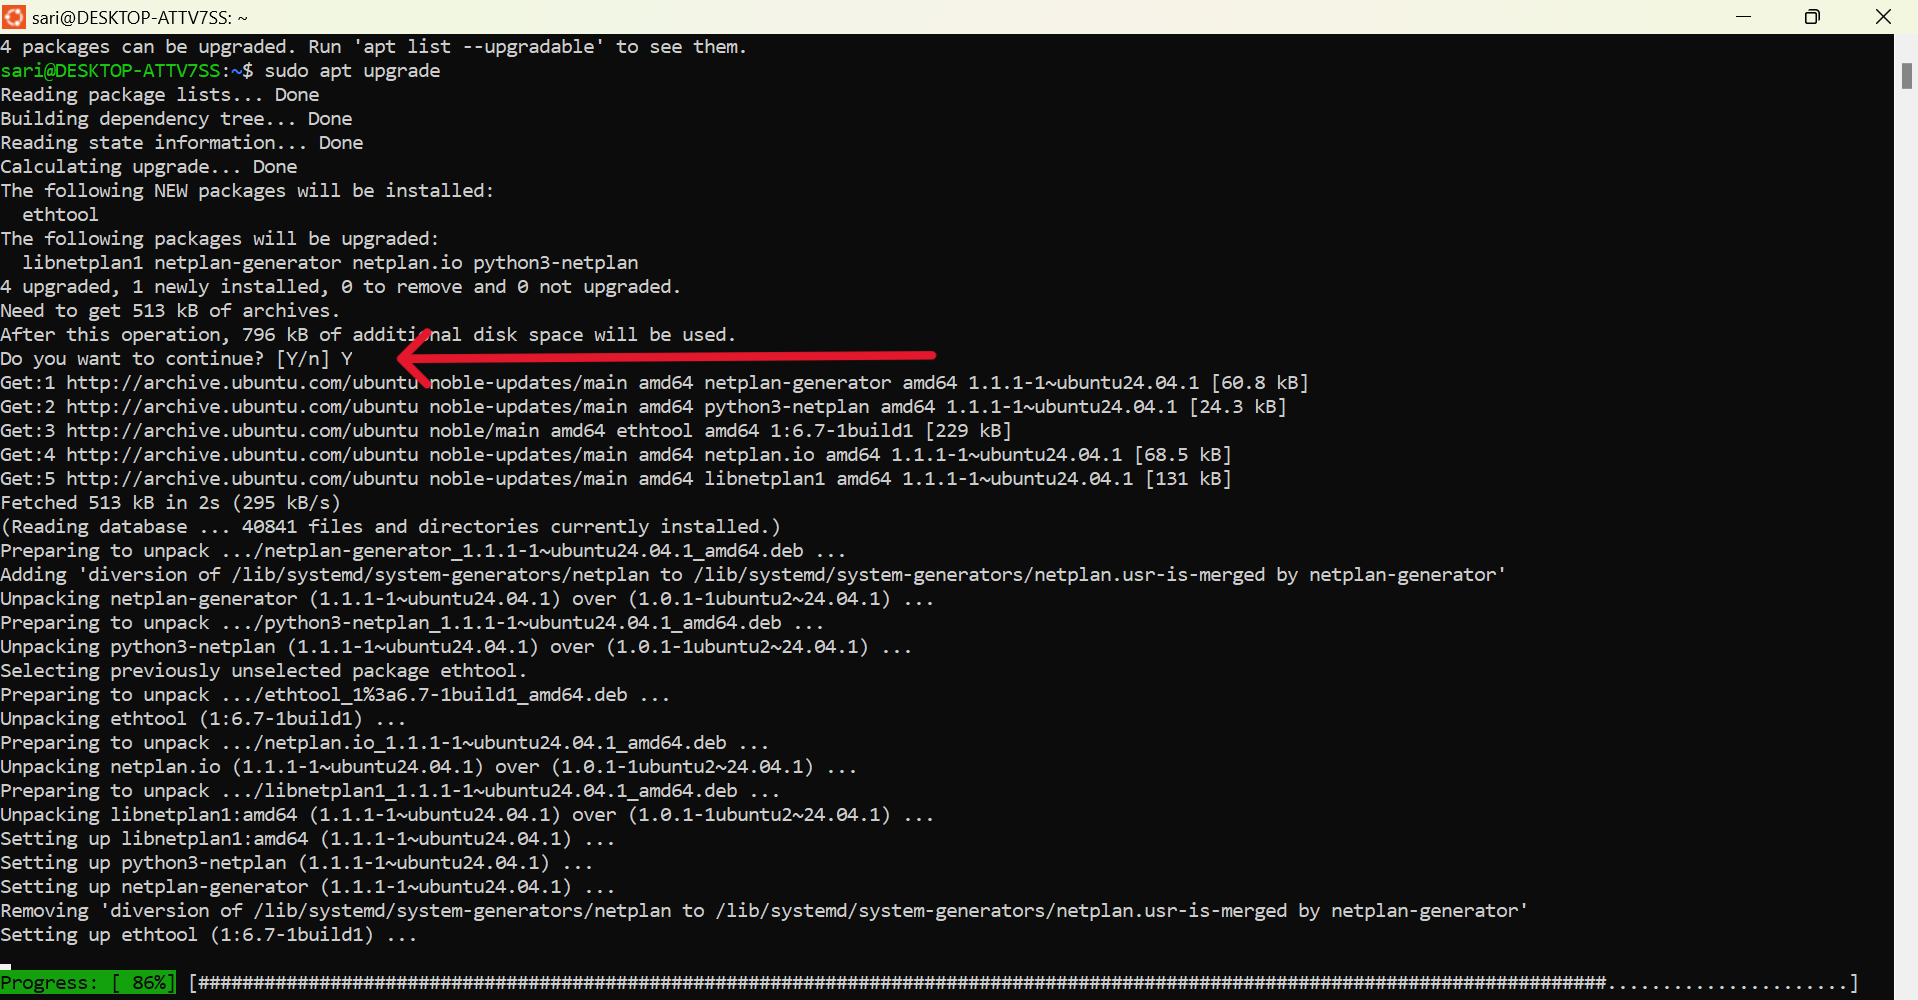 sari@DESKTOP-ATTV7SS: ~
4 packages can be upgraded. Run 'apt list --upgradable' to see them.
sari@DESKTOP-ATTV7SS:~$ sudo apt upgrade
Reading package lists... Done
Building dependency tree... Done
Reading state information... Done
Calculating upgrade... Done
The following NEW packages will be installed:
  ethtool
The following packages will be upgraded:
  libnetplan1 netplan-generator netplan.io python3-netplan
4 upgraded, 1 newly installed, 0 to remove and 0 not upgraded.
Need to get 513 kB of archives.
After this operation, 796 kB of additional disk space will be used.
Do you want to continue? [Y/n] Y
Get:1 http://archive.ubuntu.com/ubuntu noble-updates/main amd64 netplan-generator amd64 1.1.1-1~ubuntu24.04.1 [60.8 kB]
Get:2 http://archive.ubuntu.com/ubuntu noble-updates/main amd64 python3-netplan amd64 1.1.1-1~ubuntu24.04.1 [24.3 kB]
Get:3 http://archive.ubuntu.com/ubuntu noble/main amd64 ethtool amd64 1:6.7-1build1 [229 kB]
Get:4 http://archive.ubuntu.com/ubuntu noble-updates/main amd64 netplan.io amd64 1.1.1-1~ubuntu24.04.1 [68.5 kB]
Get:5 http://archive.ubuntu.com/ubuntu noble-updates/main amd64 libnetplan1 amd64 1.1.1-1~ubuntu24.04.1 [131 kB]
Fetched 513 kB in 2s (295 kB/s)
(Reading database ... 40841 files and directories currently installed.)
Preparing to unpack .../netplan-generator_1.1.1-1~ubuntu24.04.1_amd64.deb ...
Adding 'diversion of /lib/systemd/system-generators/netplan to /lib/systemd/system-generators/netplan.usr-is-merged by netplan-generator'
Unpacking netplan-generator (1.1.1-1~ubuntu24.04.1) over (1.0.1-1ubuntu2~24.04.1) ...
Preparing to unpack .../python3-netplan_1.1.1-1~ubuntu24.04.1_amd64.deb ...
Unpacking python3-netplan (1.1.1-1~ubuntu24.04.1) over (1.0.1-1ubuntu2~24.04.1) ...
Selecting previously unselected package ethtool.
Preparing to unpack .../ethtool_1%3a6.7-1build1_amd64.deb ...
Unpacking ethtool (1:6.7-1build1) ...
Preparing to unpack .../netplan.io_1.1.1-1~ubuntu24.04.1_amd64.deb ...
Unpacking netplan.io (1.1.1-1~ubuntu24.04.1) over (1.0.1-1ubuntu2~24.04.1) ...
Preparing to unpack .../libnetplan1_1.1.1-1~ubuntu24.04.1_amd64.deb ...
Unpacking libnetplan1:amd64 (1.1.1-1~ubuntu24.04.1) over (1.0.1-1ubuntu2~24.04.1) ...
Setting up libnetplan1:amd64 (1.1.1-1~ubuntu24.04.1) ...
Setting up python3-netplan (1.1.1-1~ubuntu24.04.1) ...
Setting up netplan-generator (1.1.1-1~ubuntu24.04.1) ...
Removing 'diversion of /lib/systemd/system-generators/netplan to /lib/systemd/system-generators/netplan.usr-is-merged by netplan-generator'
Setting up ethtool (1:6.7-1build1) ...
Progress: [ 86%] [################################################################################################################################......................]